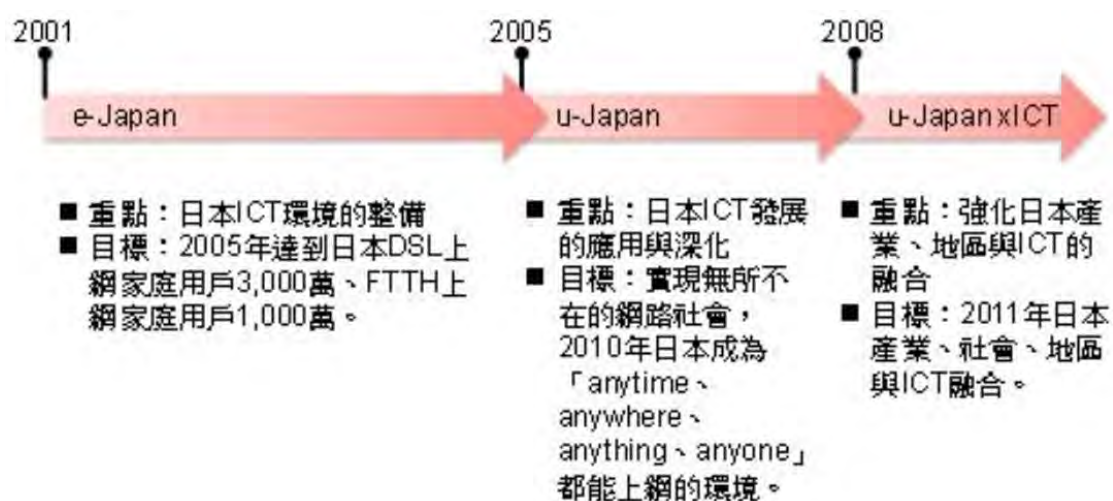 2001
2005
2008
e-Japan
u-Japan
u-JapanxICT
■ 重點：日本ICT環境的整備
■ 目標：2005年達到日本DSL上
網家庭用戶3,000萬、FTTH上
網家庭用戶1,000萬。
■ 重點：日本ICT發展
的應用與深化
■ 目標：實現無所不
在的網路社會，
2010年日本成為
「anytime、
anywhere、
anything、anyone」
都能上網的環境。
■ 重點：強化日本產
業、地區與ICT的
融合
■ 目標：2011年日本
產業、社會、地區
與ICT融合。